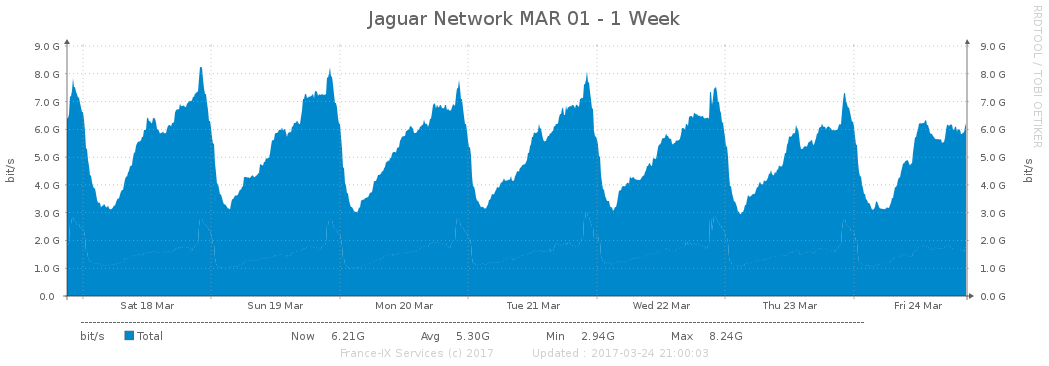 Jaguar Network MAR 01 - 1 Week
RRDTOOL / TOBI OETIKER
bit/s
bit/s
9.0 G 9.0 G
8.0 G 8.0 G
7.0 G 7.0 G
6.0 G 6.0 G
5.0 G 5.0 G
4.0 G 4.0 G
3.0 G 3.0 G
2.0 G 2.0 G
1.0 G 1.0 G
0.0 0.0 G
Sat 18 Mar Sun 19 Mar Mon 20 Mar Tue 21 Mar Wed 22 Mar Thu 23 Mar Fri 24 Mar
bit/s Total Now 6.21G Avg 5.30G Min 2.94G Max 8.24G
France-IX Services (c) 2017 Updated : 2017-03-24 21:00:03